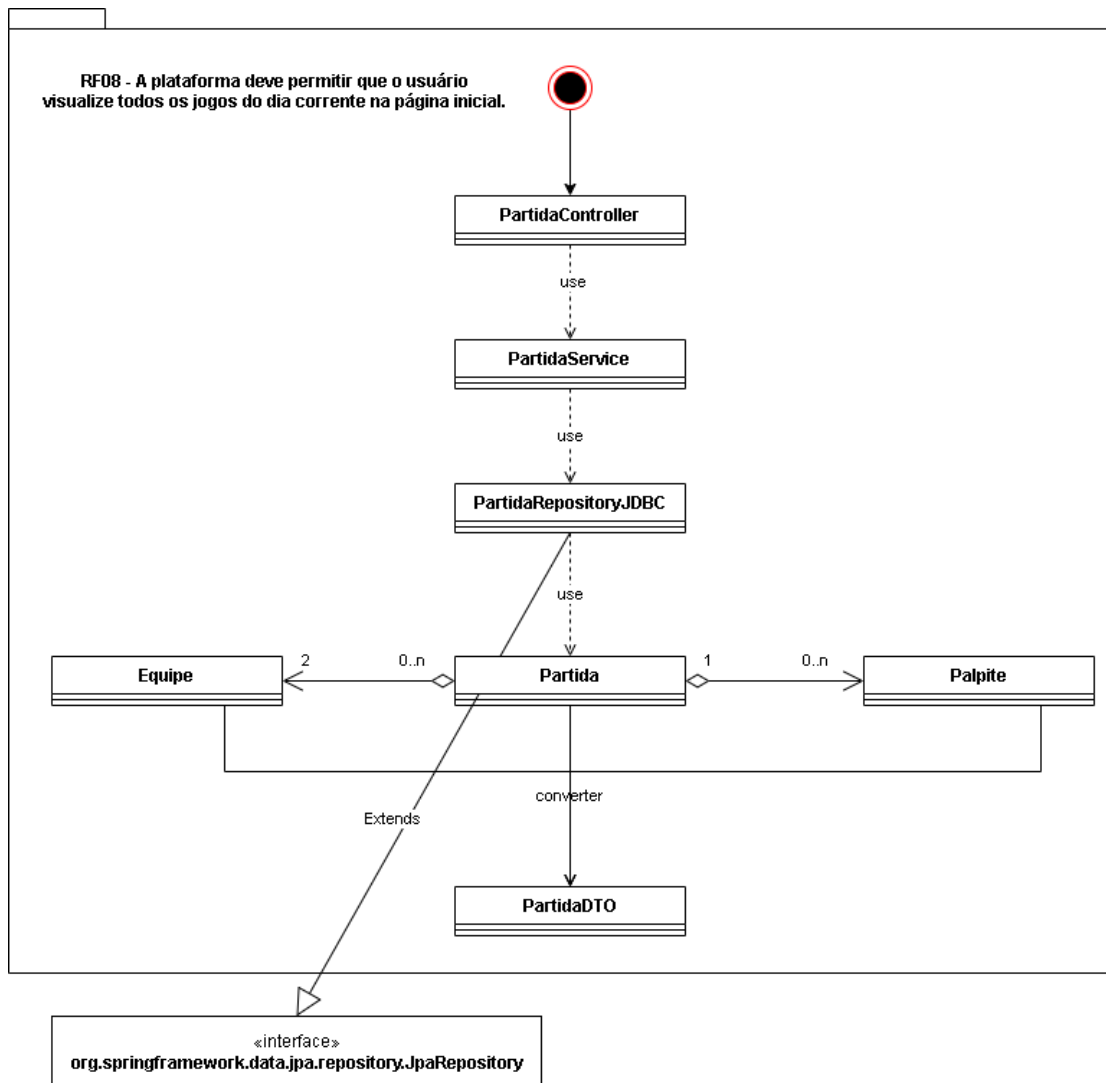 RF08 - A plataforma deve permitir que o usuário
visualize todos os jogos do dia corrente na página inicial.
PartidaController
use
PartidaService
use
PartidaRepositoryJDBC
use
2
0..n
1
0..n
Equipe
Partida
Palpite
converter
Extends
PartidaDTO
«interface»
org.springframework.data.jpa.repository.JpaRepository